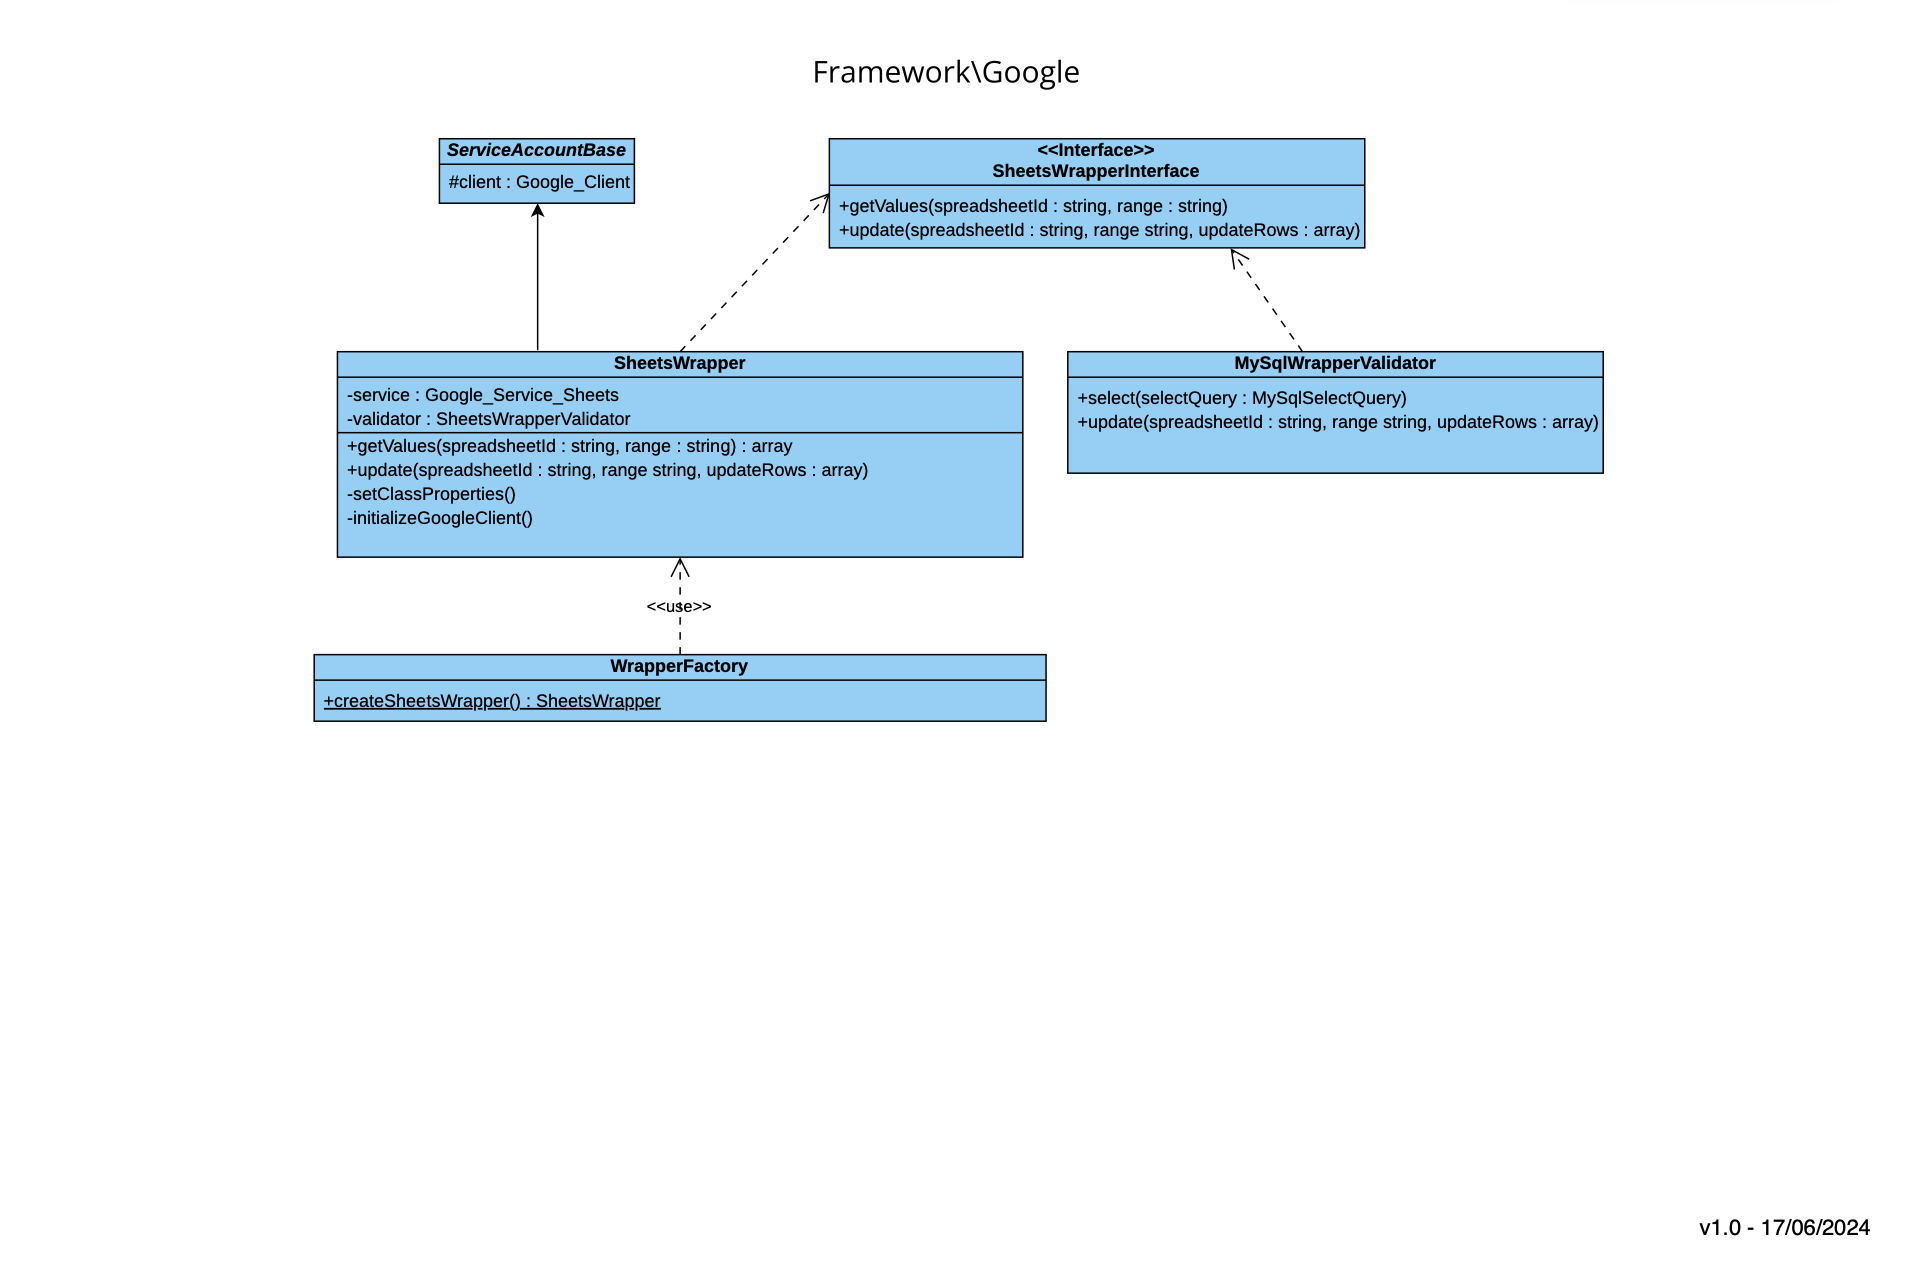 Framework\Google
ServiceAccountBase
#client : Google_Client
<<Interface>>
SheetsWrapperInterface
+getValues(spreadsheetId : string, range : string)
+update(spreadsheetId : string, range string, updateRows : array)
SheetsWrapper
-service : Google_Service_Sheets
-validator : SheetsWrapperValidator
+getValues(spreadsheetId : string, range : string) : array
+update(spreadsheetId : string, range string, updateRows : array)
-setClassProperties()
-initializeGoogleClient()
MySqlWrapperValidator
+select(selectQuery : MySqlSelectQuery)
+update(spreadsheetId : string, range string, updateRows : array)
<<use>>
WrapperFactory
+createSheetsWrapper() : SheetsWrapper
v1.0 - 17/06/2024